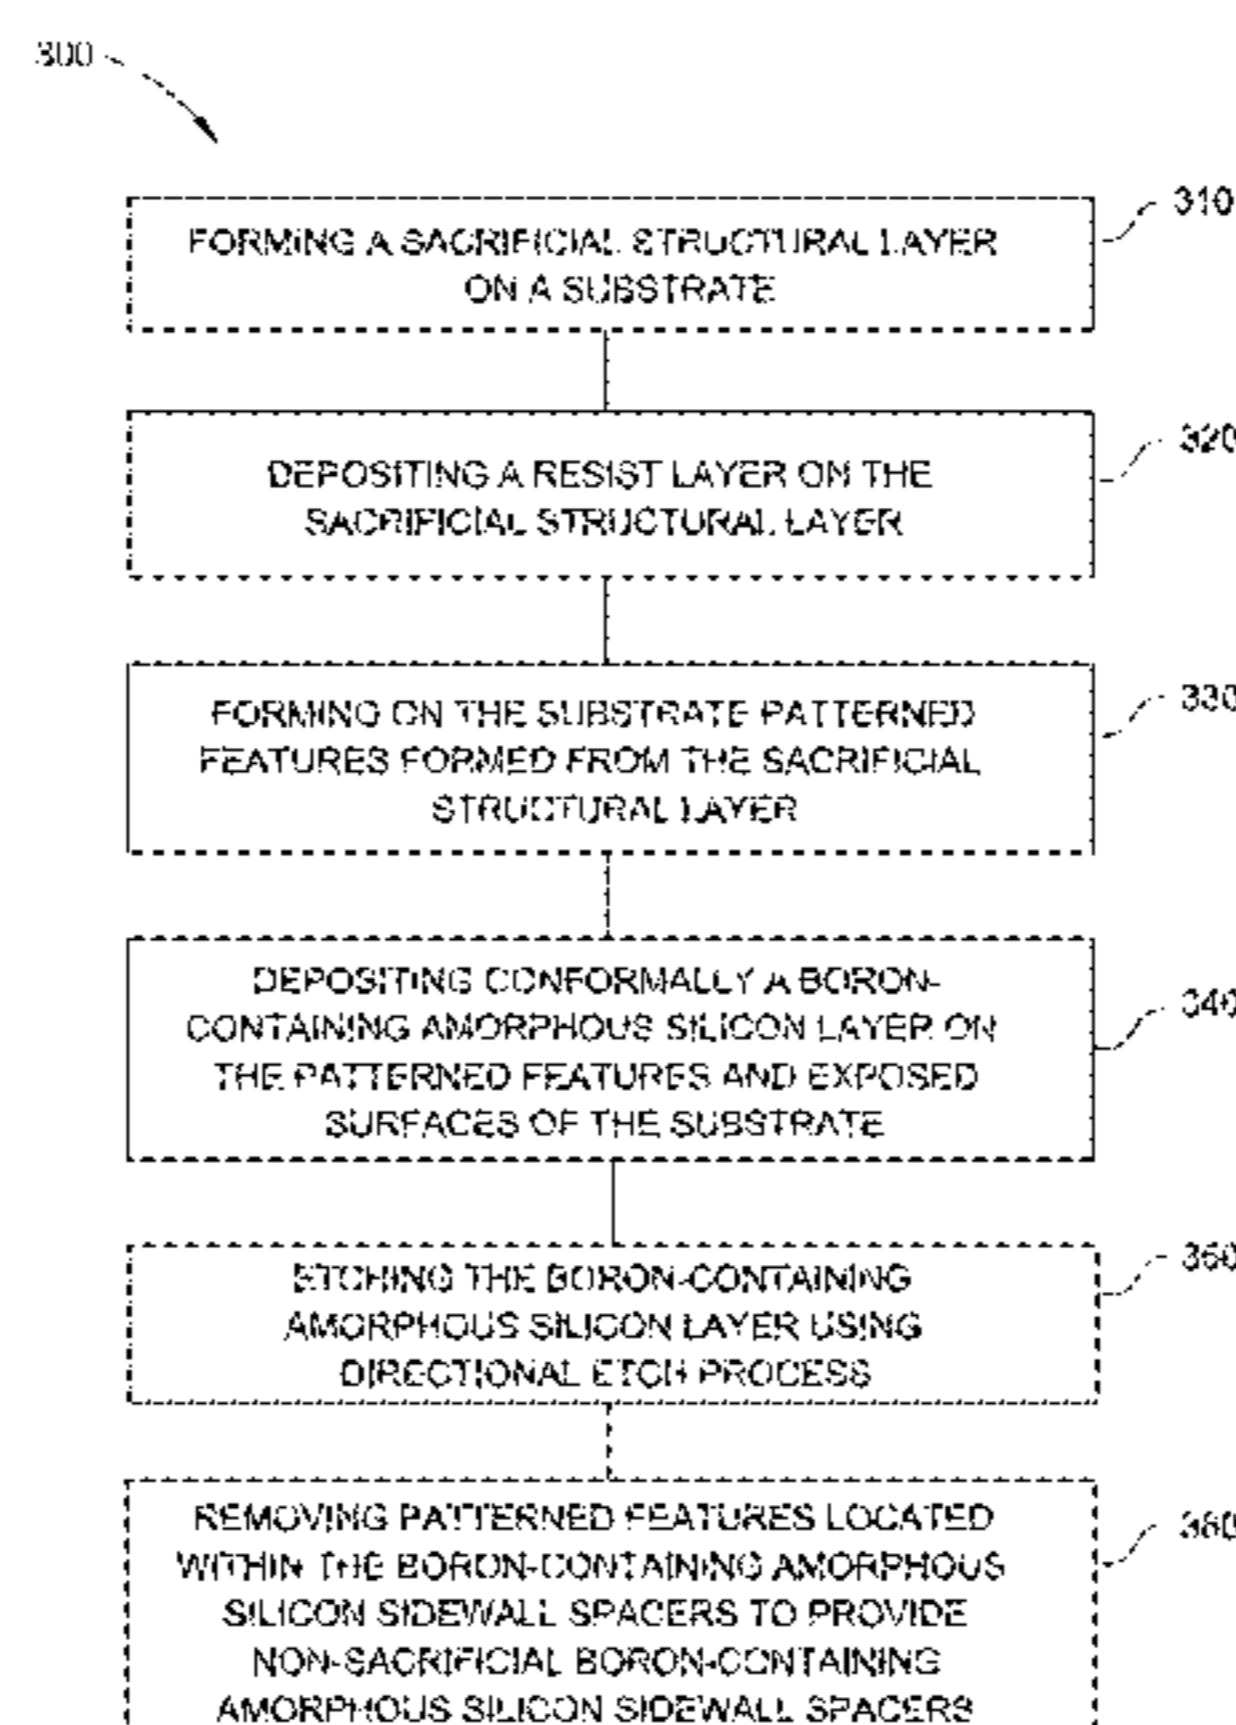 300
310
FORMING A SACRIFICIAL STRUCTURAL LAYER
ON A SUBSTRATE
320
DEPOSITING A RESIST LAYER ON THE
SACRIFICIAL STRUCTURAL LAYER
330
FORMING ON THE SUBSTRATE PATTERNED
FEATURES FORMED FROM THE SACRIFICIAL
STRUCTURAL LAYER
340
DEPOSITING CONFORMALLY A BORON-
CONTAINING AMORPHOUS SILICON LAYER ON
THE PATTERNED FEATURES AND EXPOSED
SURFACES OF THE SUBSTRATE
ETCHING THE BORON-CONTAINING
AMORPHOUS SILICON LAYER USING
DIRECTIONAL ETCH PROCESS
REMOVING PATTERNED FEATURES LOCATED
WITHIN THE BORON-CONTAINING AMORPHOUS
SILICON SIDEWALL SPACERS TO PROVIDE
NON-SACRIFICIAL BORON-CONTAINING
AMORPHOUS SILICON SIDEWALL SPACERS